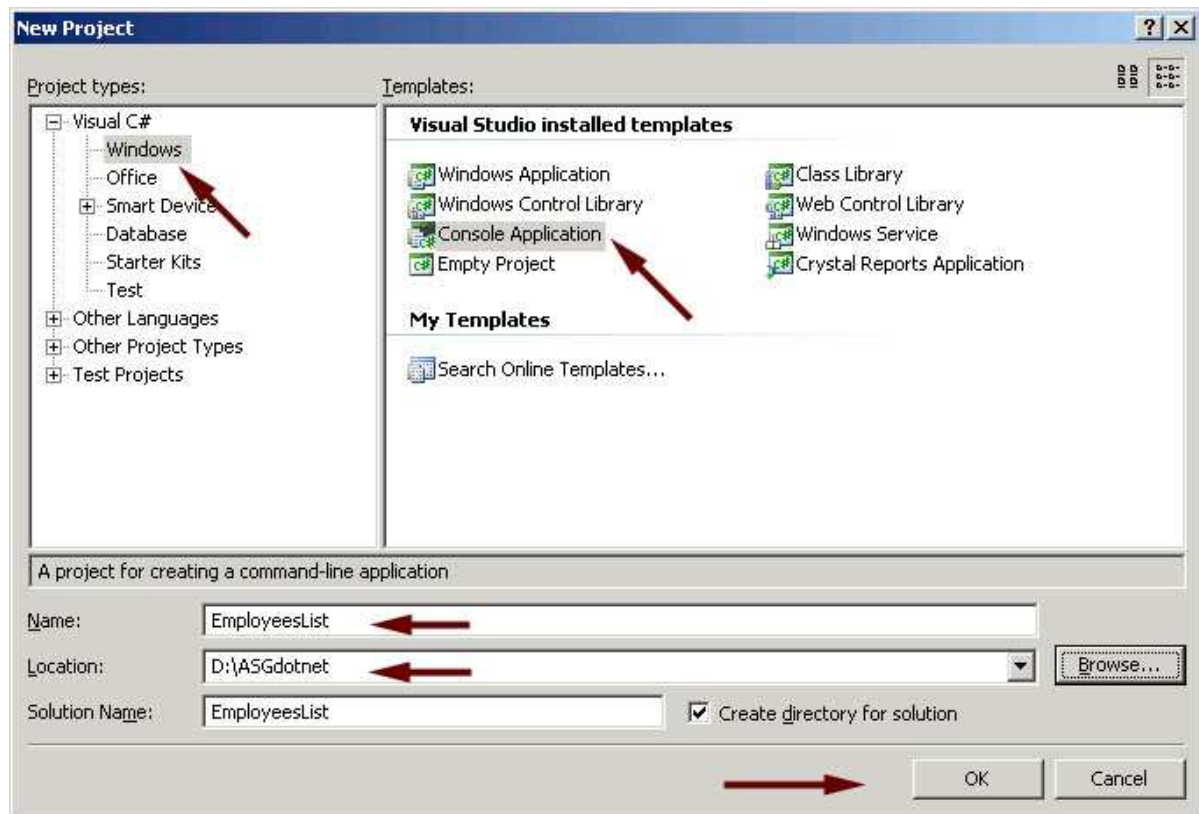 New Project
Project types:
Templates:
Visual C#
Windows
Office
Smart Device
Database
Starter Kits
Test
Other Languages
Other Project Types
Test Projects
Visual Studio installed templates
Windows Application
Windows Control Library
Console Application
Empty Project
Class Library
Web Control Library
Windows Service
Crystal Reports Application
My Templates
Search Online Templates...
A project for creating a command-line application
Name: EmployeesList
Location: D:\ASGdotnet Browse...
Solution Name: EmployeesList Create directory for solution
OK Cancel